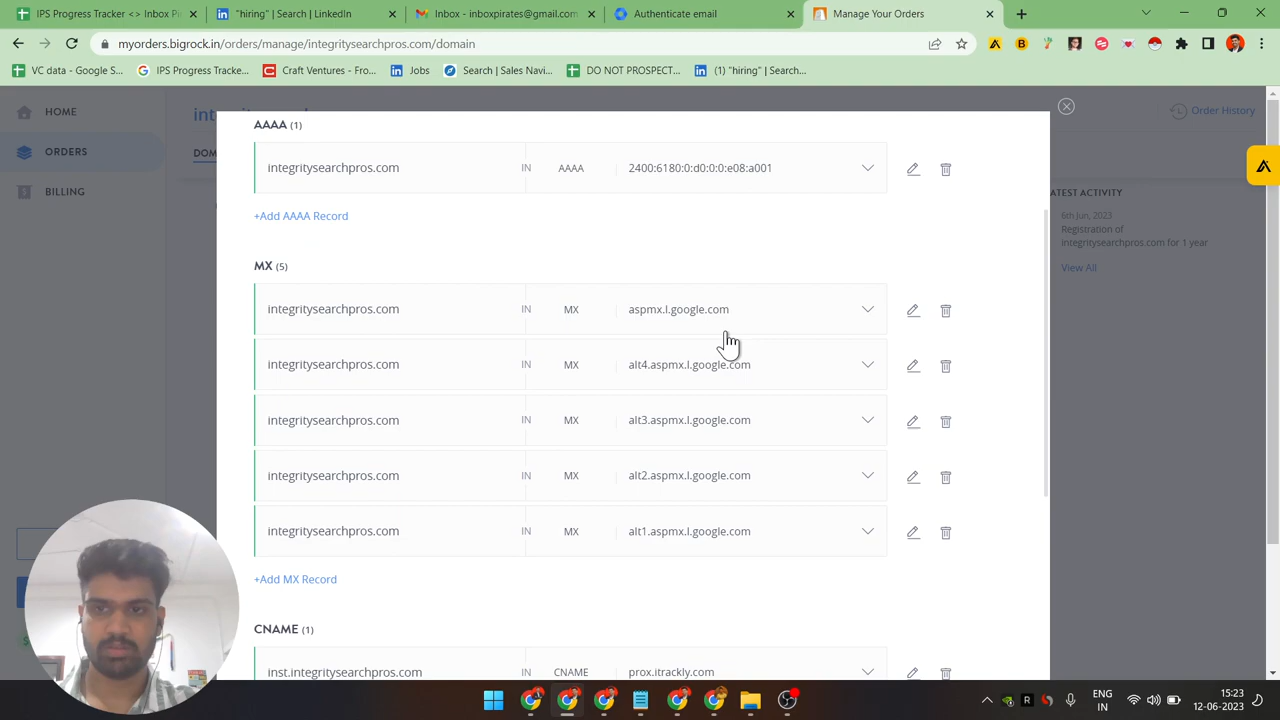 IPS Progress Tracker <> Inbox Pi
"hiring" | LinkedIn
Inbox - inboxpirates@gmail.com
Authenticate email
Manage Your Orders
myorders.bigrock.in/orders/manage/integritysearchpros.com/domain
VC data - Google S...
IPS Progress Tracke...
Craft Ventures - Fro...
Jobs
Search | Sales Navi...
DO NOT PROSPECT...
"hiring" | Search |...
HOME
ORDERS
BILLING
Order History
DOM
ATEST ACTIVITY
6th Jun, 2023
Registration of
integritysearchpros.com for 1 year
View All
AAAA (1)
integritysearchpros.com IN AAAA 2400:6180:0:d0:0:0:e08:a001
+Add AAAA Record
MX (5)
integritysearchpros.com IN MX aspmx.l.google.com
integritysearchpros.com IN MX alt4.aspmx.l.google.com
integritysearchpros.com IN MX alt3.aspmx.l.google.com
integritysearchpros.com IN MX alt2.aspmx.l.google.com
integritysearchpros.com IN MX alt1.aspmx.l.google.com
+Add MX Record
CNAME (1)
inst.integritysearchpros.com CNAME prox.itrackly.com
ENG
IN
15:23
12-06-2023